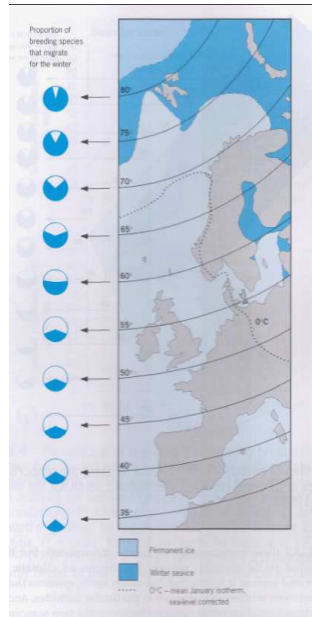 Proportion of
breeding species
that migrate
for the winter
80°
75°
70°
65°
60°
55°
50°
45°
40°
35°
0°C
Permanent ice
Winter sea-ice
0°C – mean January isotherm,
sea-level corrected